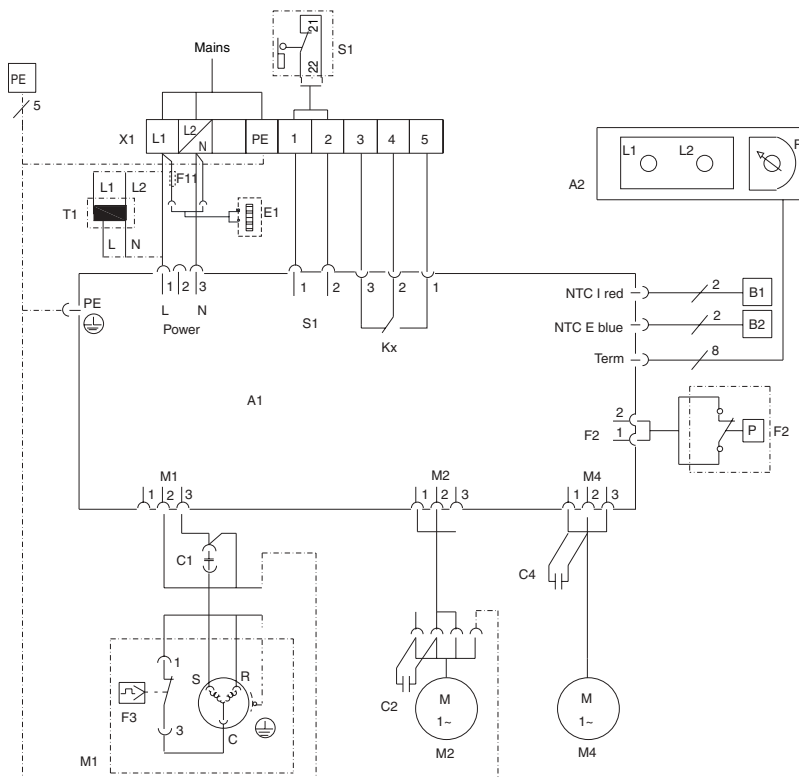 Mains
21
22
S1
PE
5
X1
L1
L2
N
PE
1
2
3
4
5
L1
L2
A2
F11
L1
L2
T1
L
N
E1
1
2
3
L
N
Power
1
2
S1
3
2
1
Kx
PE
A1
NTC I red
2
B1
NTC E blue
2
B2
Term
8
2
1
F2
P
F2
M1
1
2
3
M2
1
2
3
M4
1
2
3
C1
C4
1
S
R
F3
3
C
M1
C2
M
1~
M2
M
1~
M4